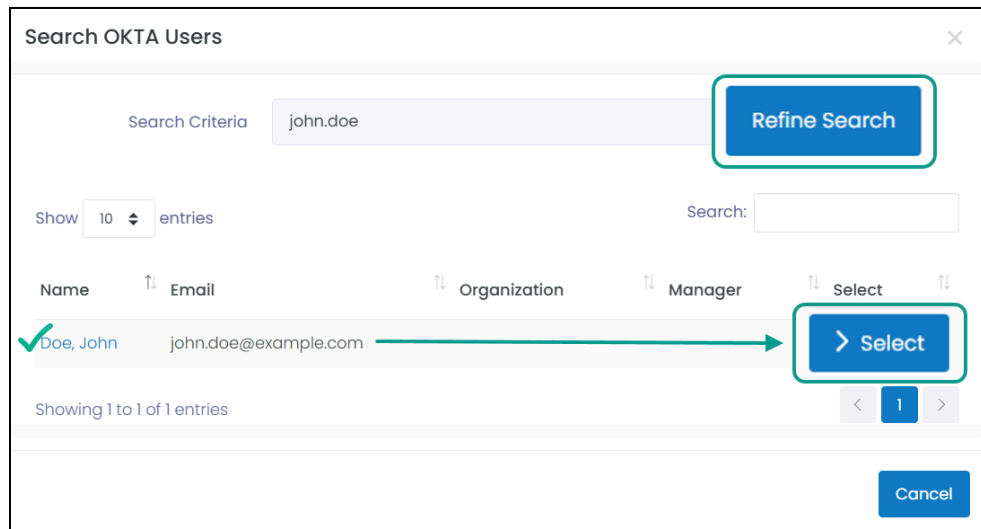 Search OKTA Users
Search Criteria john.doe Refine Search
Show 10 entries Search:
Name Email Organization Manager Select
Doe, John john.doe@example.com Select
Showing 1 to 1 of 1 entries 1
Cancel